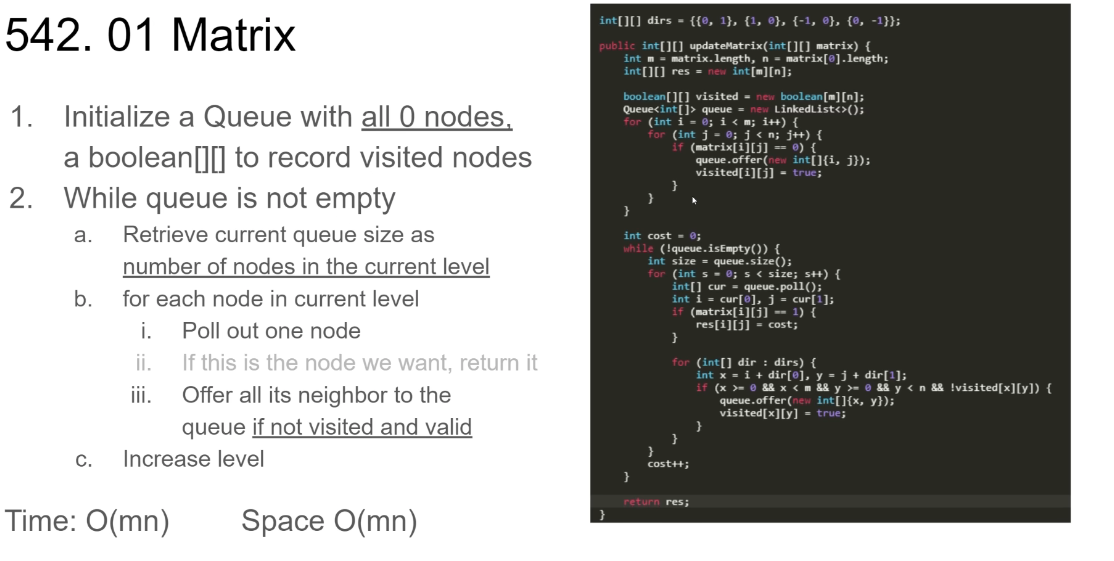 542. 01 Matrix
1. Initialize a Queue with all 0 nodes,
a boolean[][] to record visited nodes
2. While queue is not empty
a. Retrieve current queue size as
number of nodes in the current level
b. for each node in current level
i. Poll out one node
ii. If this is the node we want, return it
iii. Offer all its neighbor to the
queue if not visited and valid
c. Increase level
Time: O(mn) Space O(mn)
int[][] dirs = {{0, 1}, {1, 0}, {-1, 0}, {0, -1}};
public int[][] updateMatrix(int[][] matrix) {
int m = matrix.length, n = matrix[0].length;
int[][] res = new int[m][n];
boolean[][] visited = new boolean[m][n];
Queue<int[]> queue = new LinkedList<>();
for (int i = 0; i < m; i++) {
for (int j = 0; j < n; j++) {
if (matrix[i][j] == 0) {
queue.offer(new int[]{i, j});
visited[i][j] = true;
}
}
}
int cost = 0;
while (!queue.isEmpty()) {
int size = queue.size();
for (int s = 0; s < size; s++) {
int[] cur = queue.poll();
int i = cur[0], j = cur[1];
if (matrix[i][j] == 1) {
res[i][j] = cost;
}
for (int[] dir : dirs) {
int x = i + dir[0], y = j + dir[1];
if (x >= 0 && x < m && y >= 0 && y < n && !visited[x][y]) {
queue.offer(new int[]{x, y});
visited[x][y] = true;
}
}
}
cost++;
}
return res;
}